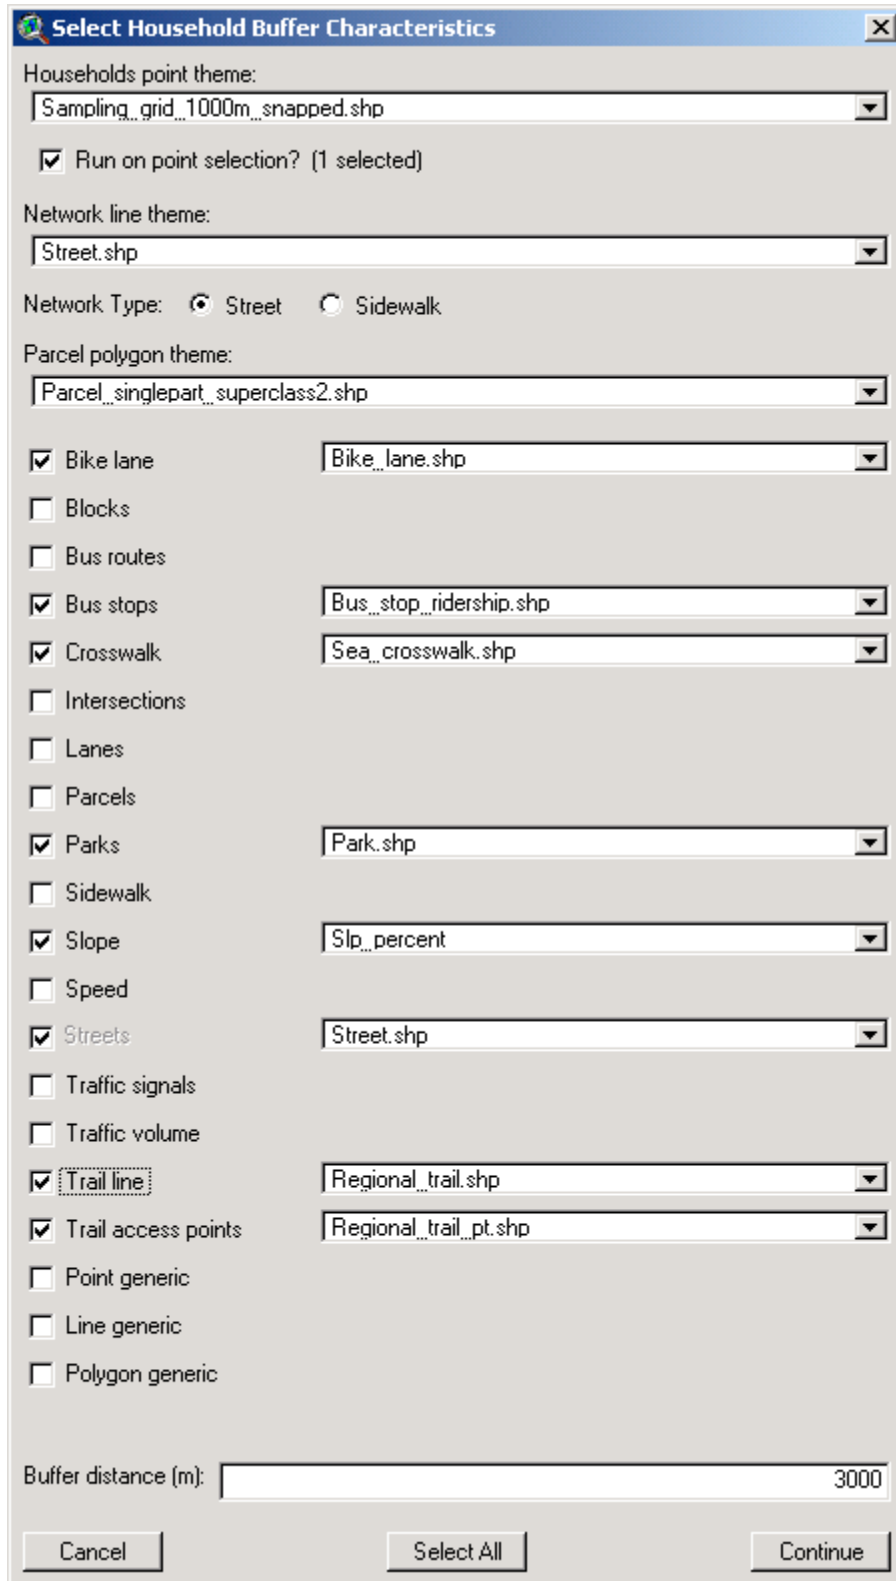 Select Household Buffer Characteristics
Households point theme:
Sampling_grid_1000m_snapped.shp
Run on point selection? (1 selected)
Network line theme:
Street.shp
Network Type: Street Sidewalk
Parcel polygon theme:
Parcel_singlepart_superclass2.shp
Bike lane Bike_lane.shp
Blocks
Bus routes
Bus stops Bus_stop_ridership.shp
Crosswalk Sea_crosswalk.shp
Intersections
Lanes
Parcels
Parks Park.shp
Sidewalk
Slope Slp_percent
Speed
Streets Street.shp
Traffic signals
Traffic volume
Trail line Regional_trail.shp
Trail access points Regional_trail_pt.shp
Point generic
Line generic
Polygon generic
Buffer distance (m): 3000
Cancel Select All Continue